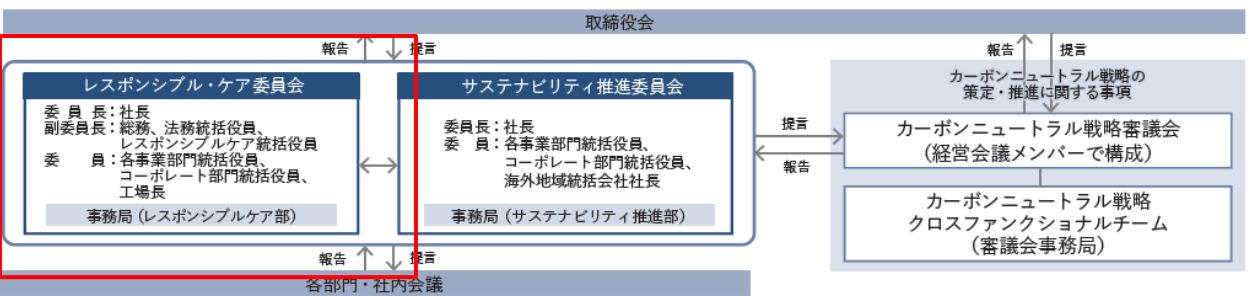 取締役会
報告
提言
レスポンシブル・ケア委員会
委員長:社長
副委員長:総務、法務統括役員、
レスポンシブルケア統括役員
委　　員:各事業部門統括役員、
コーポレート部門統括役員、
工場長
事務局(レスポンシブルケア部)
サステナビリティ推進委員会
委員長:社長
委　員:各事業部門統括役員、
コーポレート部門統括役員、
海外地域統括会社社長
事務局(サステナビリティ推進部)
報告
提言
各部門・社内会議
提言
報告
報告
提言
カーボンニュートラル戦略の
策定・推進に関する事項
カーボンニュートラル戦略審議会
(経営会議メンバーで構成)
カーボンニュートラル戦略
クロスファンクショナルチーム
(審議会事務局)